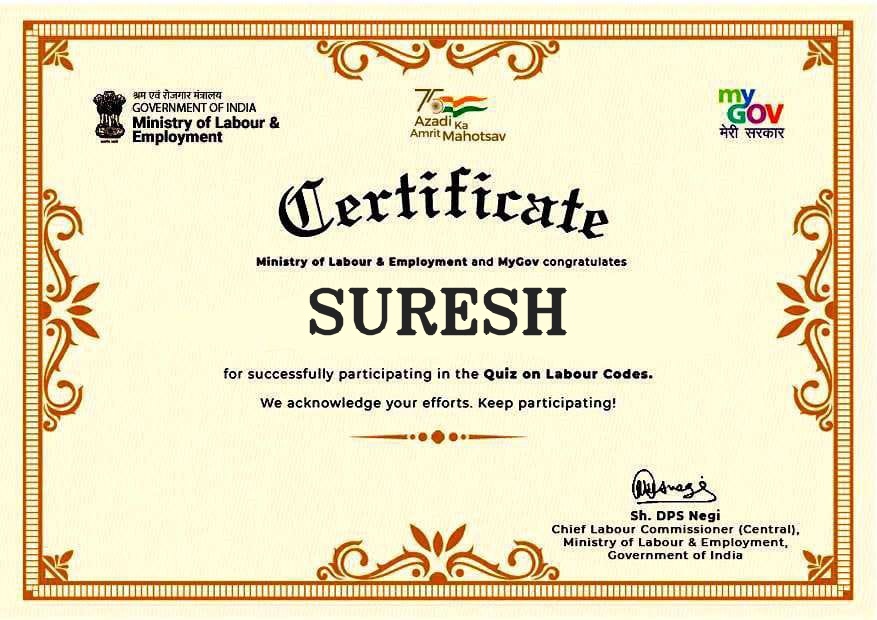 श्रम एवं रोजगार मंत्रालय
GOVERNMENT OF INDIA
Ministry of Labour &
Employment
75
Azadi Ka
Amrit Mahotsav
my
GOV
मेरी सरकार
Certificate
Ministry of Labour & Employment and MyGov congratulates
SURESH
for successfully participating in the Quiz on Labour Codes.
We acknowledge your efforts. Keep participating!
Sh. DPS Negi
Chief Labour Commissioner (Central),
Ministry of Labour & Employment,
Government of India